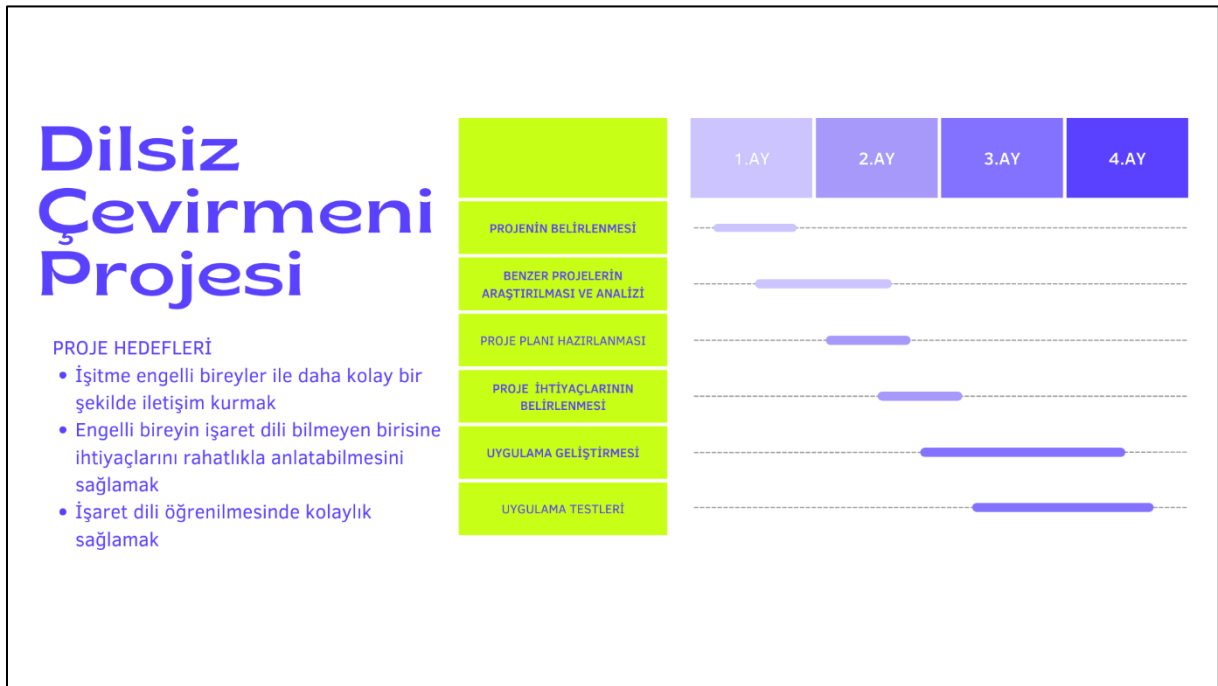 Dilsiz
Çevirmeni
Projesi
PROJE HEDEFLERİ
• İşitme engelli bireyler ile daha kolay bir
şekilde iletişim kurmak
• Engelli bireyin işaret dili bilmeyen birisine
ihtiyaçlarını rahatlıkla anlatabilmesini
sağlamak
• İşaret dili öğrenilmesinde kolaylık
sağlamak
1.AY 2.AY 3.AY 4.AY
PROJENİN BELİRLENMESİ
BENZER PROJELERİN
ARAŞTIRILMASI VE ANALİZİ
PROJE PLANI HAZIRLANMASI
PROJE İHTİYAÇLARININ
BELİRLENMESİ
UYGULAMA GELİŞTİRMESİ
UYGULAMA TESTLERİ